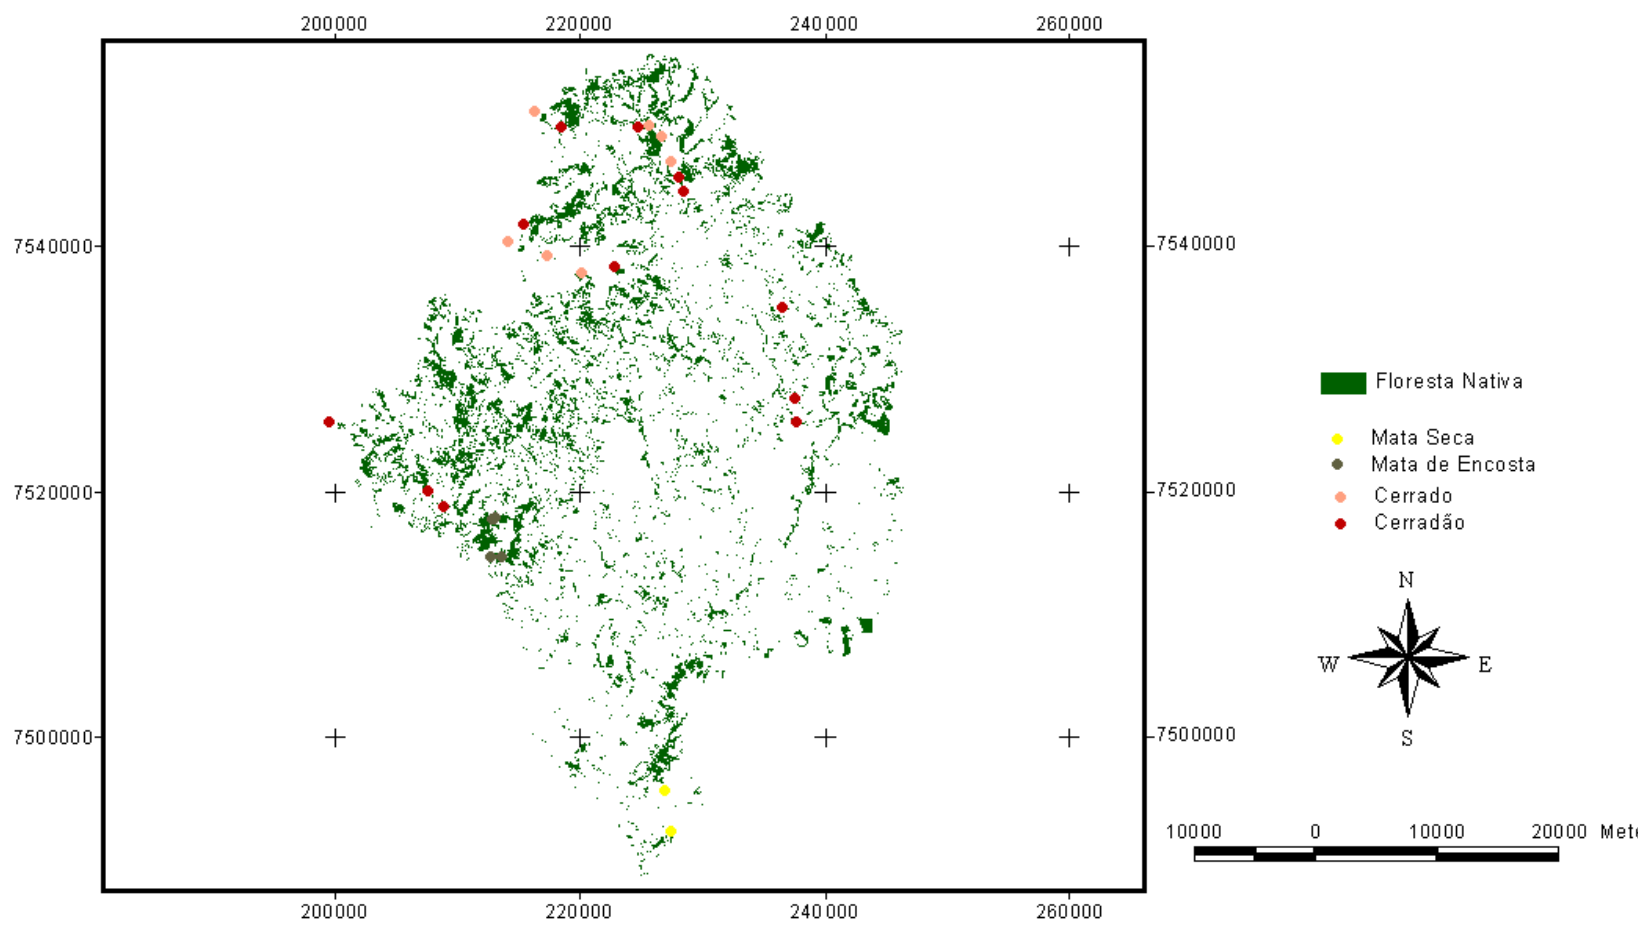 200000 220000 240000 260000
7540000 7540000
Floresta Nativa
Mata Seca
Mata de Encosta
7520000 7520000
Cerrado
Cerradão
N
W E
S
7500000 7500000
10000 0 10000 20000 Mete
200000 220000 240000 260000